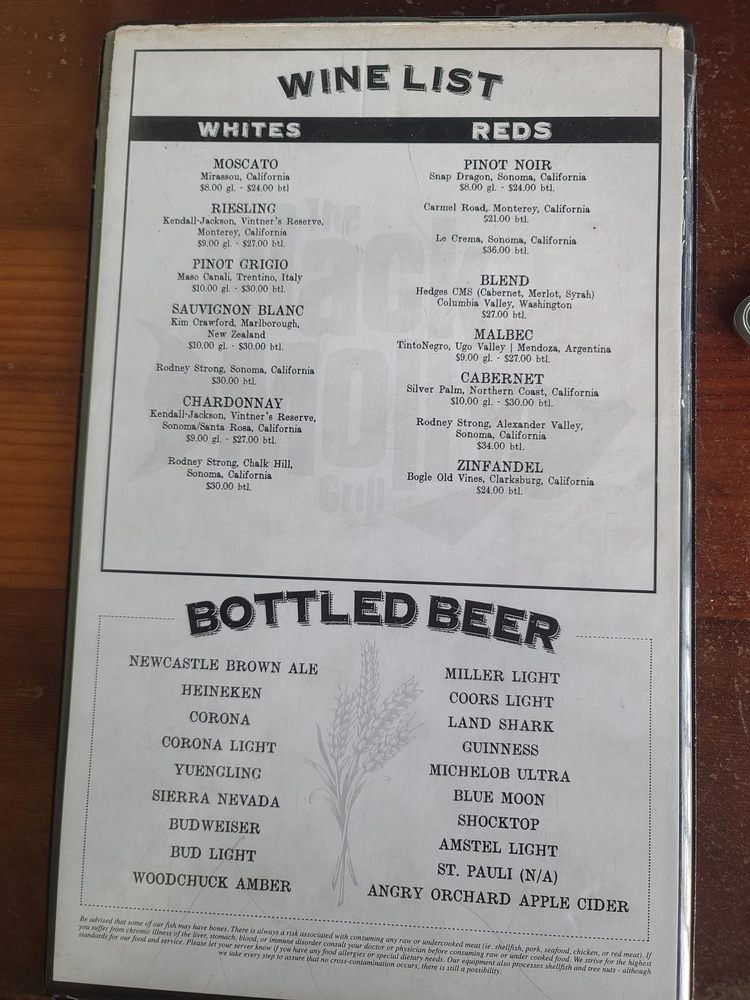 WINE LIST
WHITES
MOSCATO
Mirassou, California
$8.00 gl. - $24.00 btl
RIESLING
Kendall-Jackson, Vintner's Reserve,
Monterey, California
$9.00 gl. - $27.00 btl.
PINOT GRIGIO
Maso Canali, Trentino, Italy
$10.00 gl. - $30.00 btl.
SAUVIGNON BLANC
Kim Crawford, Marlborough,
New Zealand
$10.00 gl. - $30.00 btl.
Rodney Strong, Sonoma, California
$30.00 btl.
CHARDONNAY
Kendall-Jackson, Vintner's Reserve,
Sonoma/Santa Rosa, California
$9.00 gl. - $27.00 btl.
Rodney Strong, Chalk Hill,
Sonoma, California
$30.00 btl.
REDS
PINOT NOIR
Snap Dragon, Sonoma, California
$8.00 gl. - $24.00 btl.
Carmel Road, Monterey, California
$21.00 btl.
Le Crema, Sonoma, California
$36.00 btl.
BLEND
Hedges CMS (Cabernet, Merlot, Syrah)
Columbia Valley, Washington
$27.00 btl.
MALBEC
TintoNegro, Ugo Valley | Mendoza, Argentina
$9.00 gl. - $27.00 btl.
CABERNET
Silver Palm, Northern Coast, California
$10.00 gl. - $30.00 btl.
Rodney Strong, Alexander Valley,
Sonoma, California
$34.00 btl.
ZINFANDEL
Bogle Old Vines, Clarksburg, California
$24.00 btl.
The
Grill
BOTTLED BEER
NEWCASTLE BROWN ALE
HEINEKEN
CORONA
CORONA LIGHT
YUENGLING
SIERRA NEVADA
BUDWEISER
BUD LIGHT
WOODCHUCK AMBER
MILLER LIGHT
COORS LIGHT
LAND SHARK
GUINNESS
MICHELOB ULTRA
BLUE MOON
SHOCKTOP
AMSTEL LIGHT
ST. PAULI (N/A)
ANGRY ORCHARD APPLE CIDER
Be advised that some of our fish may have bones. There is always a risk associated with consuming any raw or undercooked meat (ie. shellfish, pork, seafood, chicken, or red meat). If
you suffer from chronic illness of the liver, stomach, blood, or immune disorder consult your doctor or physician before consuming raw or under cooked food. We strive for the highest
standards for our food and service. Please let your server know if you have any food allergies or special dietary needs. Our equipment also processes shellfish and tree nuts - although
we take every step to assure that no cross-contamination occurs, there is still a possibility.